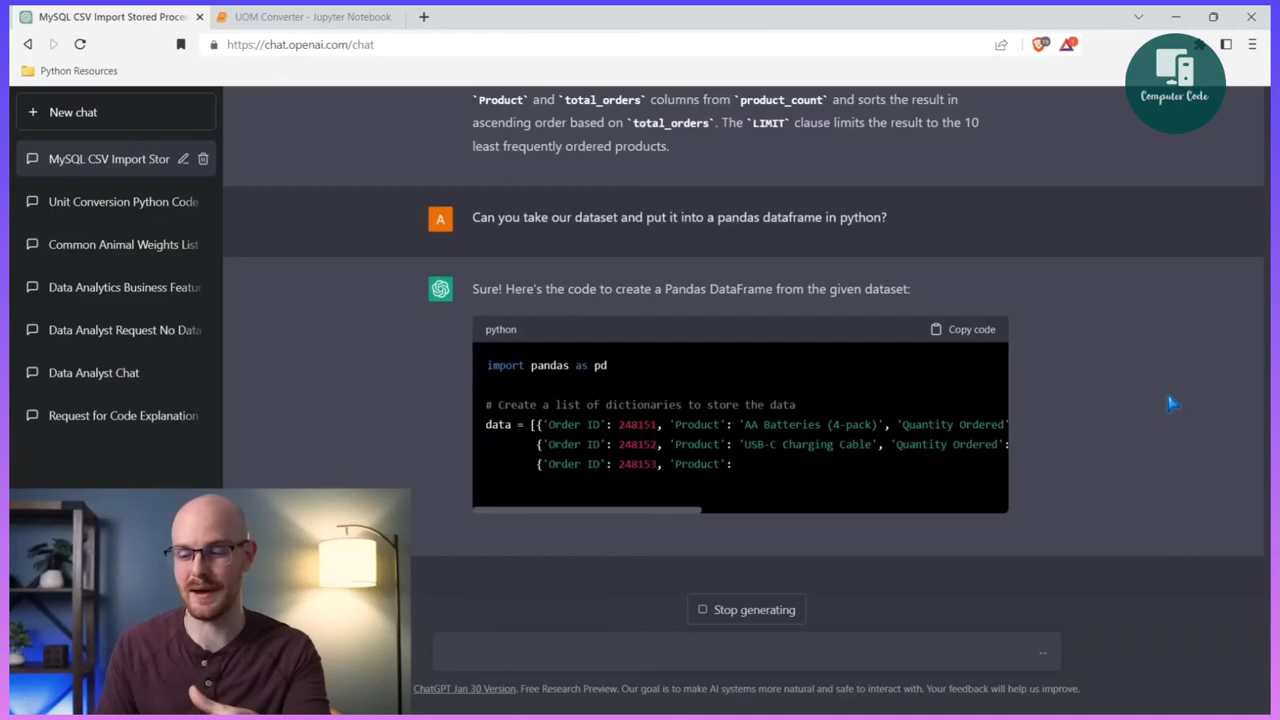 MySQL CSV Import Stored Proce
UOM Converter - Jupyter Notebook
https://chat.openai.com/chat
Python Resources
Computer Code
New chat
MySQL CSV Import Stor
Unit Conversion Python Code
Common Animal Weights List
Data Analytics Business Featu
Data Analyst Request No Data
Data Analyst Chat
Request for Code Explanation
`Product` and `total_orders` columns from `product_count` and sorts the result in
ascending order based on `total_orders`. The `LIMIT` clause limits the result to the 10
least frequently ordered products.
A
Can you take our dataset and put it into a pandas dataframe in python?
Sure! Here's the code to create a Pandas DataFrame from the given dataset:
python
Copy code
import pandas as pd
# Create a list of dictionaries to store the data
data = [{'Order ID': 248151, 'Product': 'AA Batteries (4-pack)', 'Quantity Ordered'
{'Order ID': 248152, 'Product': 'USB-C Charging Cable', 'Quantity Ordered':
{'Order ID': 248153, 'Product':
Stop generating
ChatGPT Jan 30 Version. Free Research Preview. Our goal is to make AI systems more natural and safe to interact with. Your feedback will help us improve.